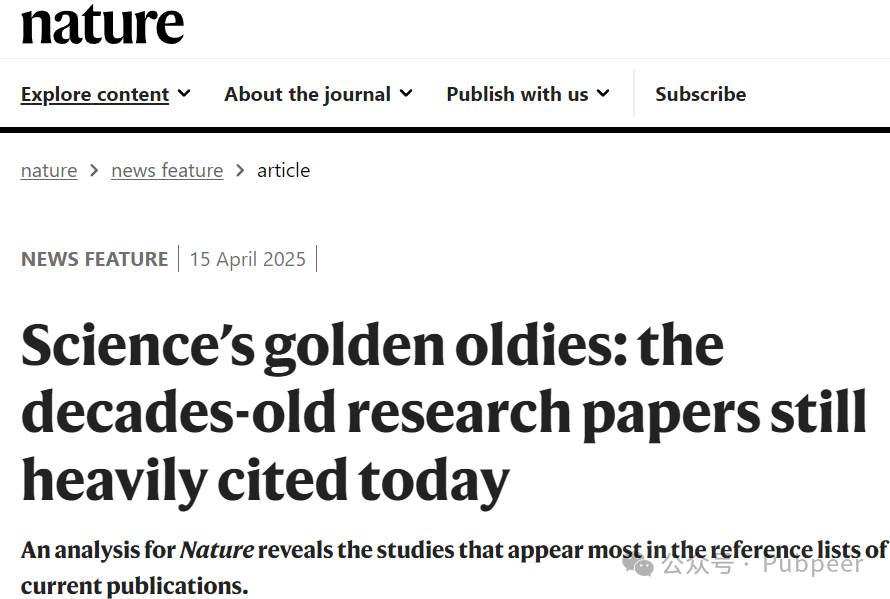 nature
Explore content About the journal Publish with us Subscribe
nature > news feature > article
NEWS FEATURE | 15 April 2025 |
Science’s golden oldies: the
decades-old research papers still
heavily cited today
An analysis for Nature reveals the studies that appear most in the reference lists of
current publications.
公众号 · Pubpeer